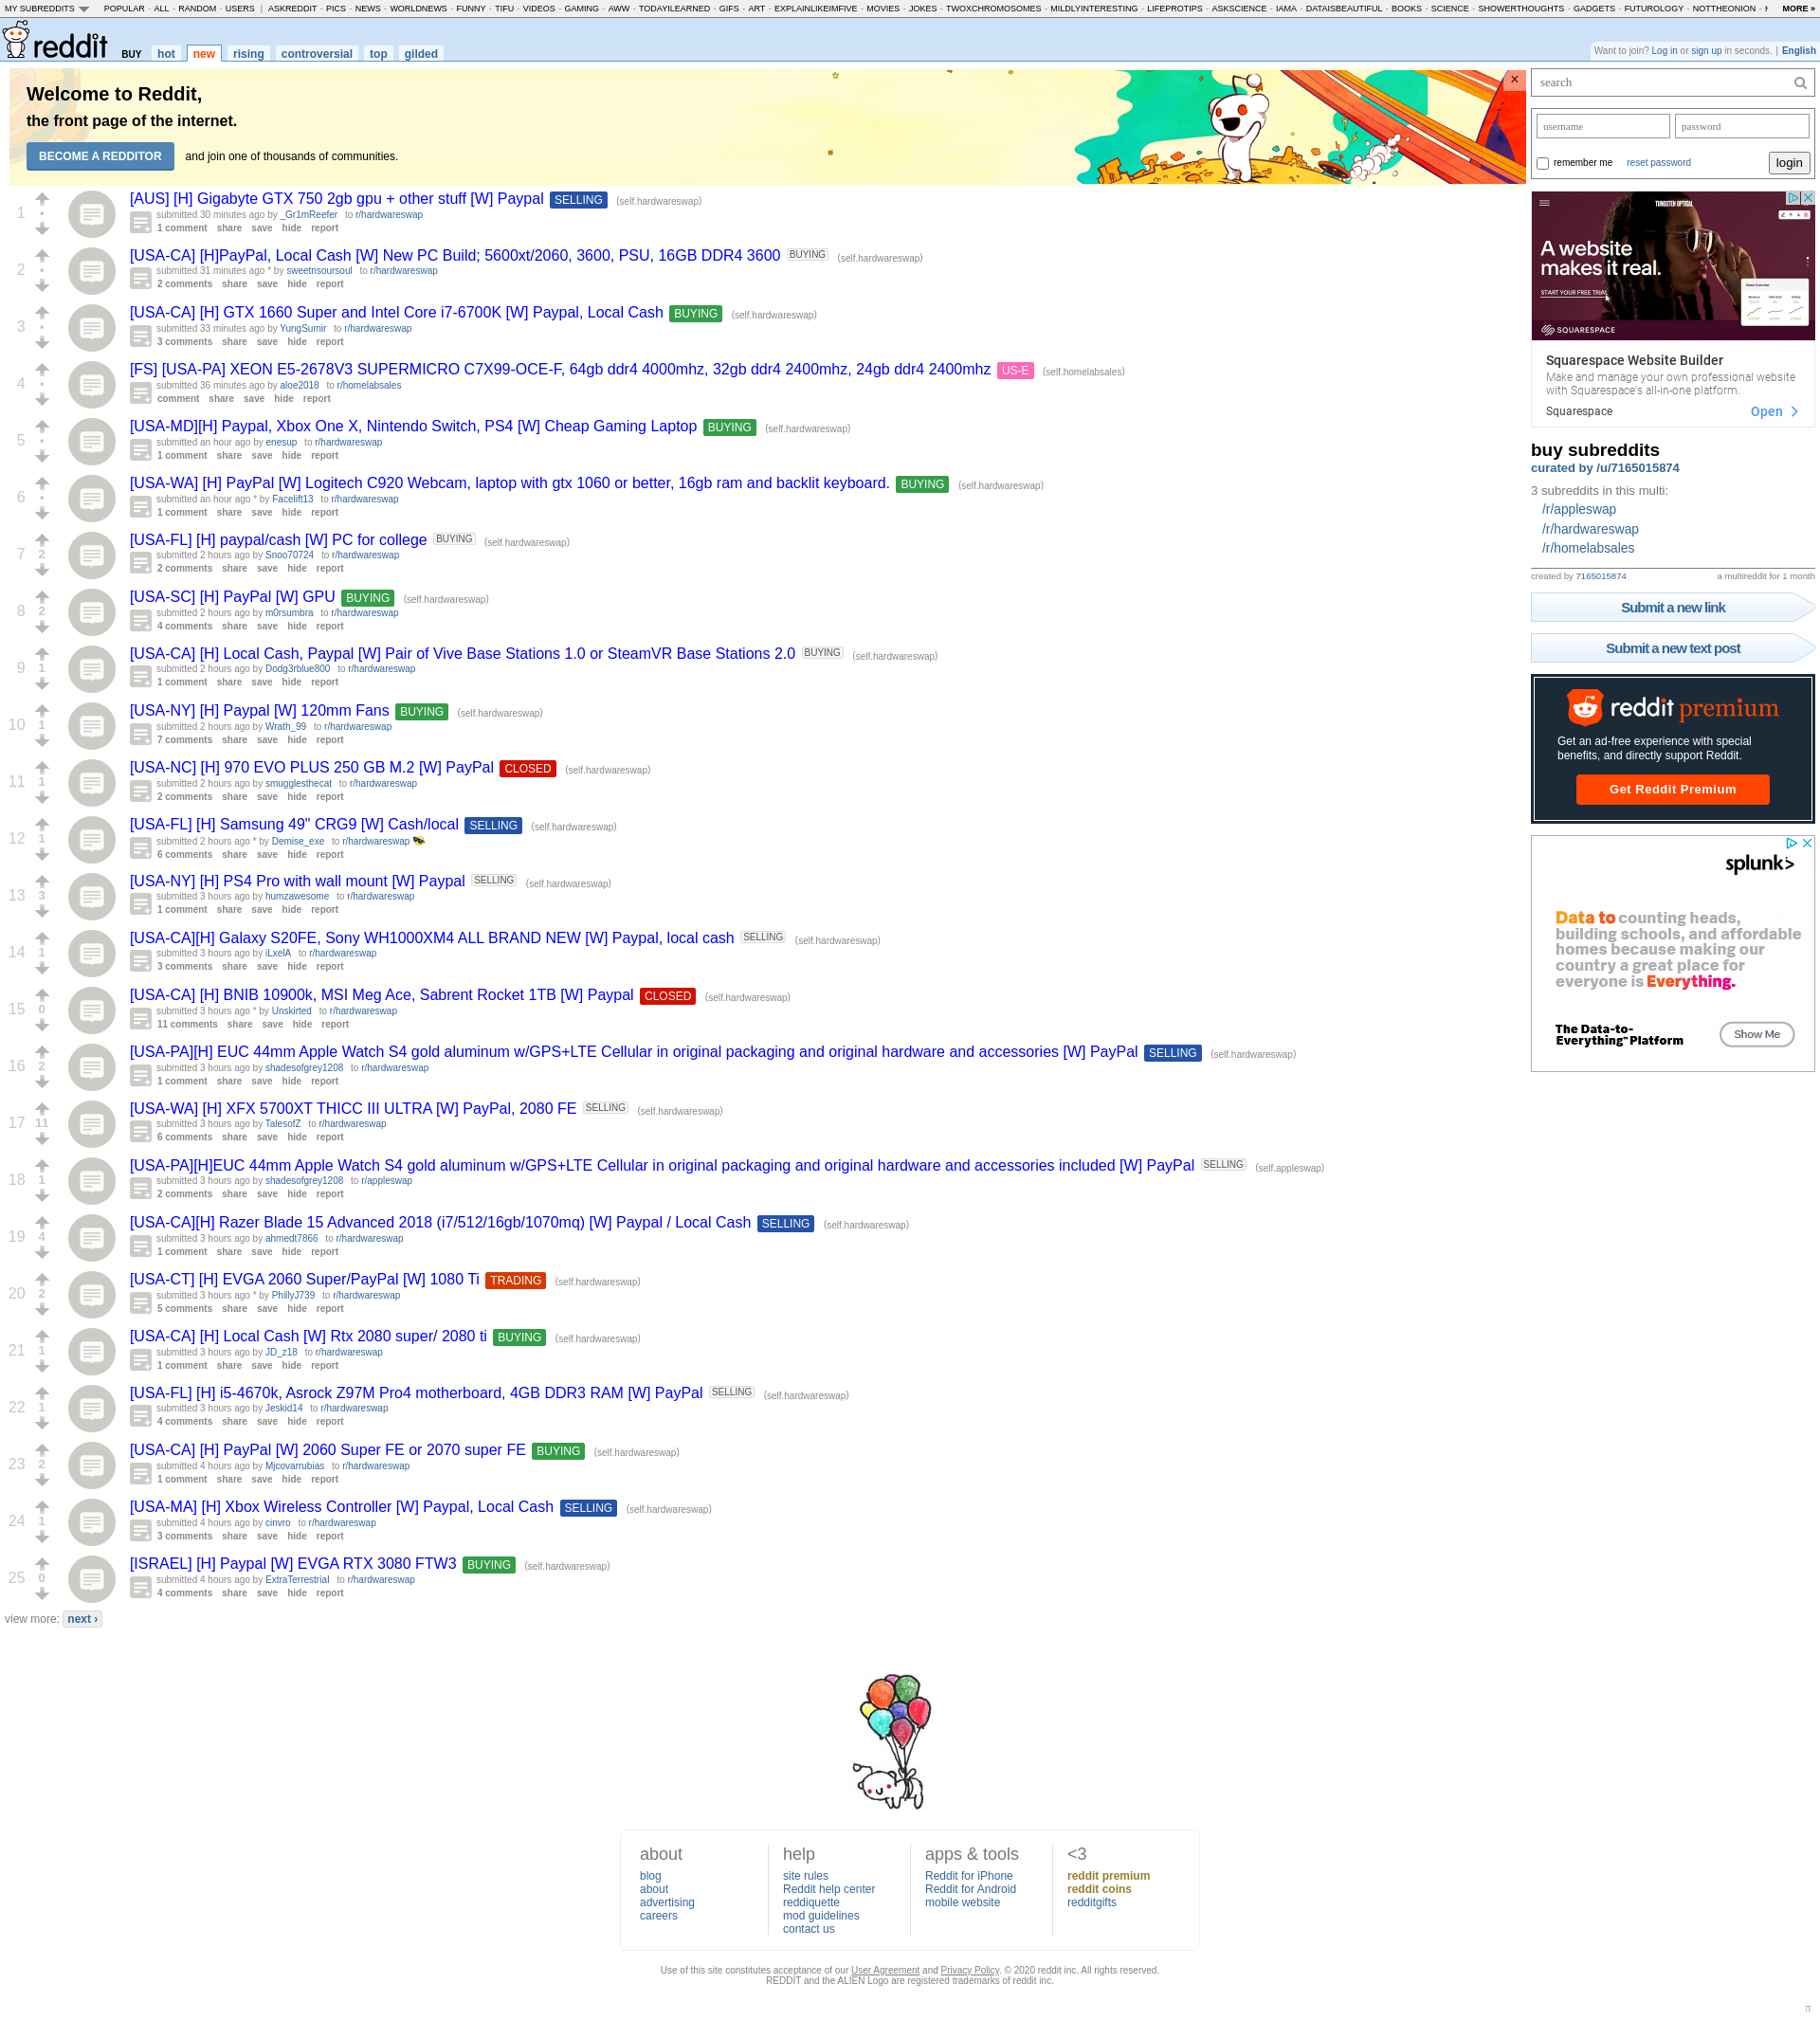 MY SUBREDDITS POPULAR - ALL - RANDOM - USERS | ASKREDDIT - PICS - NEWS - WORLDNEWS - FUNNY - TIFU - VIDEOS - GAMING - AWW - TODAYILEARNED - GIFS - ART - EXPLAINLIKEIMFIVE - MOVIES - JOKES - TWOXCHROMOSOMES - MILDLYINTERESTING - LIFEPROTIPS - ASKSCIENCE - IAMA - DATAISBEAUTIFUL - BOOKS - SCIENCE - SHOWERTHOUGHTS - GADGETS - FUTUROLOGY - NOTTHEONION - MORE »
reddit BUY hot new rising controversial top gilded
Want to join? Log in or sign up in seconds. | English
Welcome to Reddit,
the front page of the internet.
BECOME A REDDITOR and join one of thousands of communities.
×
1
[AUS] [H] Gigabyte GTX 750 2gb gpu + other stuff [W] Paypal SELLING (self.hardwareswap)
submitted 30 minutes ago by _Gr1mReefer to r/hardwareswap
1 comment share save hide report
2
[USA-CA] [H]PayPal, Local Cash [W] New PC Build; 5600xt/2060, 3600, PSU, 16GB DDR4 3600 BUYING (self.hardwareswap)
submitted 31 minutes ago * by sweetnsoursoul to r/hardwareswap
2 comments share save hide report
3
[USA-CA] [H] GTX 1660 Super and Intel Core i7-6700K [W] Paypal, Local Cash BUYING (self.hardwareswap)
submitted 33 minutes ago by YungSumir to r/hardwareswap
3 comments share save hide report
4
[FS] [USA-PA] XEON E5-2678V3 SUPERMICRO C7X99-OCE-F, 64gb ddr4 4000mhz, 32gb ddr4 2400mhz, 24gb ddr4 2400mhz US-E (self.homelabsales)
submitted 36 minutes ago by aloe2018 to r/homelabsales
comment share save hide report
5
[USA-MD][H] Paypal, Xbox One X, Nintendo Switch, PS4 [W] Cheap Gaming Laptop BUYING (self.hardwareswap)
submitted an hour ago by enesup to r/hardwareswap
1 comment share save hide report
6
[USA-WA] [H] PayPal [W] Logitech C920 Webcam, laptop with gtx 1060 or better, 16gb ram and backlit keyboard. BUYING (self.hardwareswap)
submitted an hour ago * by Facelift13 to r/hardwareswap
1 comment share save hide report
7 2
[USA-FL] [H] paypal/cash [W] PC for college BUYING (self.hardwareswap)
submitted 2 hours ago by Snoo70724 to r/hardwareswap
2 comments share save hide report
8 2
[USA-SC] [H] PayPal [W] GPU BUYING (self.hardwareswap)
submitted 2 hours ago by m0rsumbra to r/hardwareswap
4 comments share save hide report
9 1
[USA-CA] [H] Local Cash, Paypal [W] Pair of Vive Base Stations 1.0 or SteamVR Base Stations 2.0 BUYING (self.hardwareswap)
submitted 2 hours ago by Dodg3rblue800 to r/hardwareswap
1 comment share save hide report
10 1
[USA-NY] [H] Paypal [W] 120mm Fans BUYING (self.hardwareswap)
submitted 2 hours ago by Wrath_99 to r/hardwareswap
7 comments share save hide report
11 1
[USA-NC] [H] 970 EVO PLUS 250 GB M.2 [W] PayPal CLOSED (self.hardwareswap)
submitted 2 hours ago by smugglesthecat to r/hardwareswap
2 comments share save hide report
12 1
[USA-FL] [H] Samsung 49" CRG9 [W] Cash/local SELLING (self.hardwareswap)
submitted 2 hours ago * by Demise_exe to r/hardwareswap
6 comments share save hide report
13 3
[USA-NY] [H] PS4 Pro with wall mount [W] Paypal SELLING (self.hardwareswap)
submitted 3 hours ago by humzawesome to r/hardwareswap
1 comment share save hide report
14 1
[USA-CA][H] Galaxy S20FE, Sony WH1000XM4 ALL BRAND NEW [W] Paypal, local cash SELLING (self.hardwareswap)
submitted 3 hours ago by iLxelA to r/hardwareswap
3 comments share save hide report
15 0
[USA-CA] [H] BNIB 10900k, MSI Meg Ace, Sabrent Rocket 1TB [W] Paypal CLOSED (self.hardwareswap)
submitted 3 hours ago * by Unskirted to r/hardwareswap
11 comments share save hide report
16 2
[USA-PA][H] EUC 44mm Apple Watch S4 gold aluminum w/GPS+LTE Cellular in original packaging and original hardware and accessories [W] PayPal SELLING (self.hardwareswap)
submitted 3 hours ago by shadesofgrey1208 to r/hardwareswap
1 comment share save hide report
17 11
[USA-WA] [H] XFX 5700XT THICC III ULTRA [W] PayPal, 2080 FE SELLING (self.hardwareswap)
submitted 3 hours ago by TalesofZ to r/hardwareswap
6 comments share save hide report
18 1
[USA-PA][H]EUC 44mm Apple Watch S4 gold aluminum w/GPS+LTE Cellular in original packaging and original hardware and accessories included [W] PayPal SELLING (self.appleswap)
submitted 3 hours ago by shadesofgrey1208 to r/appleswap
2 comments share save hide report
19 4
[USA-CA][H] Razer Blade 15 Advanced 2018 (i7/512/16gb/1070mq) [W] Paypal / Local Cash SELLING (self.hardwareswap)
submitted 3 hours ago by ahmedt7866 to r/hardwareswap
1 comment share save hide report
20 2
[USA-CT] [H] EVGA 2060 Super/PayPal [W] 1080 Ti TRADING (self.hardwareswap)
submitted 3 hours ago * by PhillyJ739 to r/hardwareswap
5 comments share save hide report
21 1
[USA-CA] [H] Local Cash [W] Rtx 2080 super/ 2080 ti BUYING (self.hardwareswap)
submitted 3 hours ago by JD_z18 to r/hardwareswap
1 comment share save hide report
22 1
[USA-FL] [H] i5-4670k, Asrock Z97M Pro4 motherboard, 4GB DDR3 RAM [W] PayPal SELLING (self.hardwareswap)
submitted 3 hours ago by Jeskid14 to r/hardwareswap
4 comments share save hide report
23 2
[USA-CA] [H] PayPal [W] 2060 Super FE or 2070 super FE BUYING (self.hardwareswap)
submitted 4 hours ago by Mjcovarrubias to r/hardwareswap
1 comment share save hide report
24 1
[USA-MA] [H] Xbox Wireless Controller [W] Paypal, Local Cash SELLING (self.hardwareswap)
submitted 4 hours ago by cinvro to r/hardwareswap
3 comments share save hide report
25 0
[ISRAEL] [H] Paypal [W] EVGA RTX 3080 FTW3 BUYING (self.hardwareswap)
submitted 4 hours ago by ExtraTerrestrial to r/hardwareswap
4 comments share save hide report
view more: next ›
search
username password
remember me reset password login
TUNGSTEN OPTICAL
A website
makes it real.
START YOUR FREE TRIAL
SQUARESPACE
Squarespace Website Builder
Make and manage your own professional website
with Squarespace's all-in-one platform.
Squarespace Open
buy subreddits
curated by /u/7165015874
3 subreddits in this multi:
/r/appleswap
/r/hardwareswap
/r/homelabsales
created by 7165015874 a multireddit for 1 month
Submit a new link
Submit a new text post
reddit premium
Get an ad-free experience with special
benefits, and directly support Reddit.
Get Reddit Premium
splunk>
Data to counting heads,
building schools, and affordable
homes because making our
country a great place for
everyone is Everything.
The Data-to-
Everything™ Platform
Show Me
about
blog
about
advertising
careers
help
site rules
Reddit help center
reddiquette
mod guidelines
contact us
apps & tools
Reddit for iPhone
Reddit for Android
mobile website
<3
reddit premium
reddit coins
redditgifts
Use of this site constitutes acceptance of our User Agreement and Privacy Policy. © 2020 reddit inc. All rights reserved.
REDDIT and the ALIEN Logo are registered trademarks of reddit inc.
π